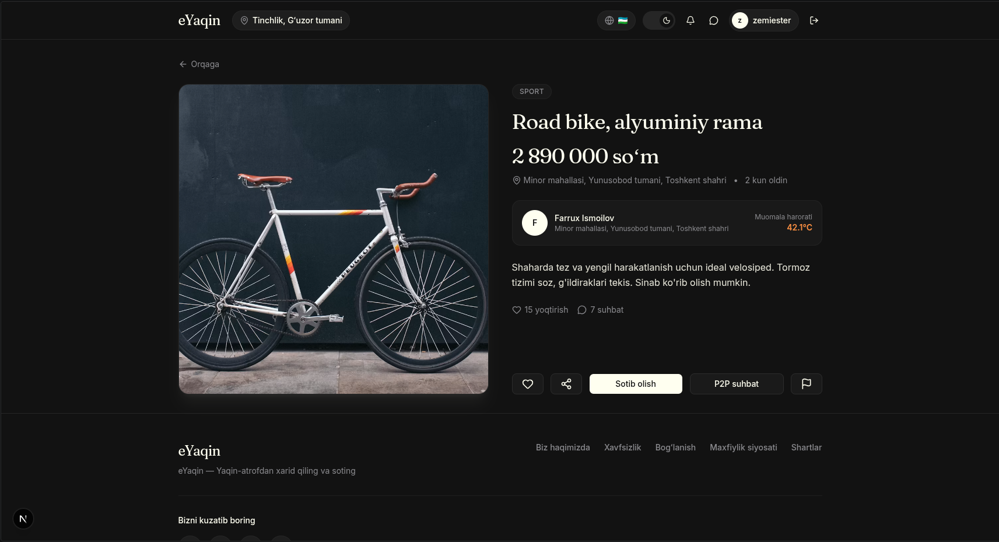 eYaqin
Tinchlik, Gʻuzor tumani
z
zemiester
Orqaga
SPORT
Road bike, alyuminiy rama
2 890 000 soʻm
Minor mahallasi, Yunusobod tumani, Toshkent shahri • 2 kun oldin
F
Farrux Ismoilov
Minor mahallasi, Yunusobod tumani, Toshkent shahri
Muomala harorati
42.1°C
PEUGEOT
Shaharda tez va yengil harakatlanish uchun ideal velosiped. Tormoz
tizimi soz, g'ildiraklari tekis. Sinab ko'rib olish mumkin.
15 yoqtirish
7 suhbat
Sotib olish
P2P suhbat
eYaqin
eYaqin — Yaqin-atrofdan xarid qiling va soting
Biz haqimizda
Xavfsizlik
Bogʻlanish
Maxfiylik siyosati
Shartlar
Bizni kuzatib boring
N